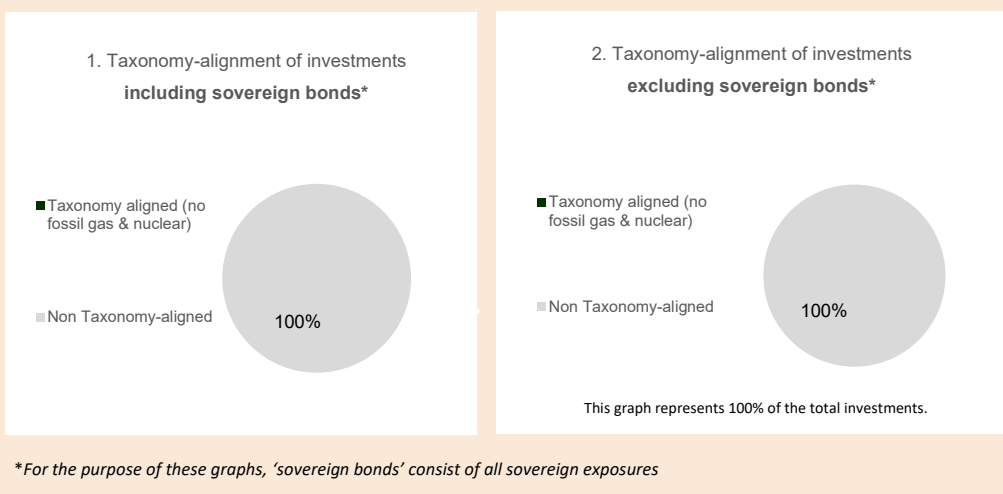 1. Taxonomy-alignment of investments
including sovereign bonds*
Taxonomy aligned (no
fossil gas & nuclear)
Non Taxonomy-aligned
100%
2. Taxonomy-alignment of investments
excluding sovereign bonds*
Taxonomy aligned (no
fossil gas & nuclear)
Non Taxonomy-aligned
100%
This graph represents 100% of the total investments.
*For the purpose of these graphs, ‘sovereign bonds’ consist of all sovereign exposures